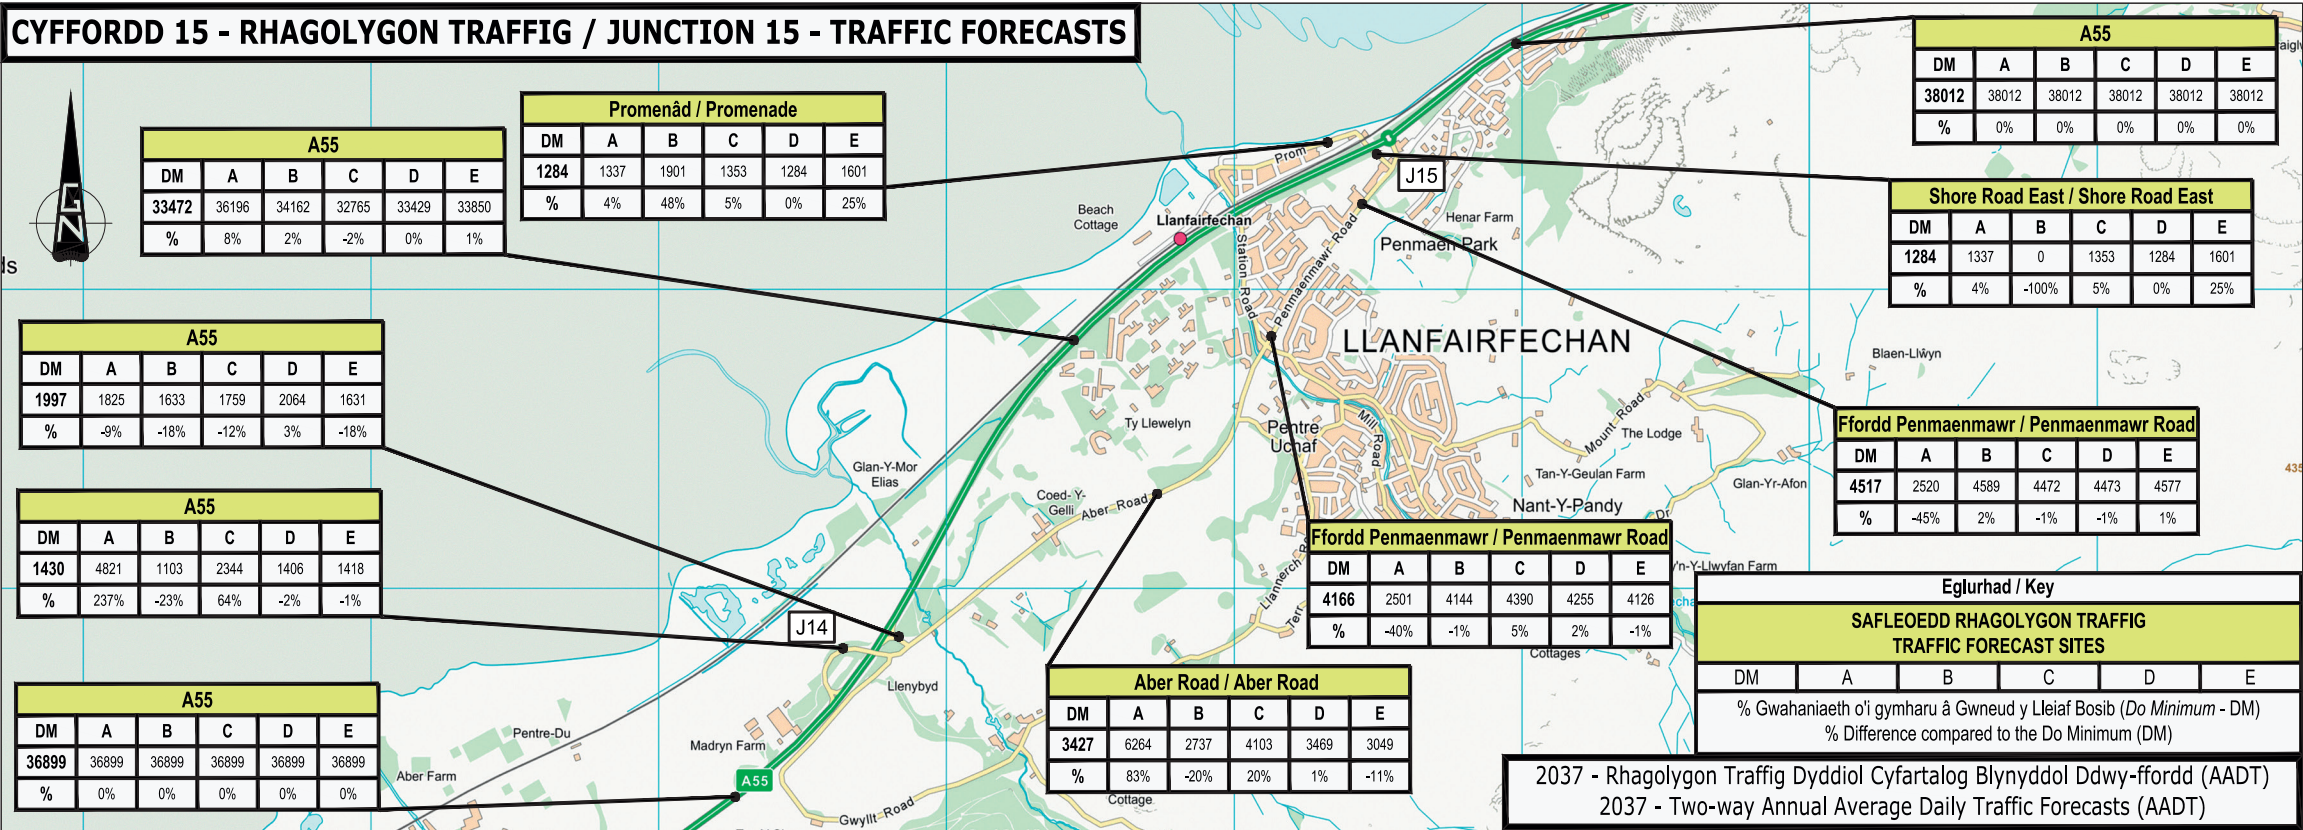 CYFFORDD 15 - RHAGOLYGON TRAFFIG / JUNCTION 15 - TRAFFIC FORECASTS
A55
DM A B C D E
38012 38012 38012 38012 38012 38012
% 0% 0% 0% 0% 0%
Promenâd / Promenade
DM A B C D E
1284 1337 1901 1353 1284 1601
% 4% 48% 5% 0% 25%
A55
DM A B C D E
33472 36196 34162 32765 33429 33850
% 8% 2% -2% 0% 1%
Shore Road East / Shore Road East
DM A B C D E
1284 1337 0 1353 1284 1601
% 4% -100% 5% 0% 25%
A55
DM A B C D E
1997 1825 1633 1759 2064 1631
% -9% -18% -12% 3% -18%
Ffordd Penmaenmawr / Penmaenmawr Road
DM A B C D E
4517 2520 4589 4472 4473 4577
% -45% 2% -1% -1% 1%
A55
DM A B C D E
1430 4821 1103 2344 1406 1418
% 237% -23% 64% -2% -1%
Ffordd Penmaenmawr / Penmaenmawr Road
DM A B C D E
4166 2501 4144 4390 4255 4126
% -40% -1% 5% 2% -1%
A55
DM A B C D E
36899 36899 36899 36899 36899 36899
% 0% 0% 0% 0% 0%
Aber Road / Aber Road
DM A B C D E
3427 6264 2737 4103 3469 3049
% 83% -20% 20% 1% -11%
Eglurhad / Key
SAFLEOEDD RHAGOLYGON TRAFFIG
TRAFFIC FORECAST SITES
DM A B C D E
% Gwahaniaeth o'i gymharu â Gwneud y Lleiaf Bosib (Do Minimum - DM)
% Difference compared to the Do Minimum (DM)
2037 - Rhagolygon Traffig Dyddiol Cyfartalog Blynyddol Ddwy-ffordd (AADT)
2037 - Two-way Annual Average Daily Traffic Forecasts (AADT)
Prom
J15
Beach
Cottage
Llanfairfechan
Station Road
Penmaenmawr Road
Henar Farm
Penmaen Park
LLANFAIRFECHAN
Blaen-Llŵyn
Ty Llewelyn
Pentre
Uchaf
Mill Road
Mount Road
The Lodge
Tan-Y-Geulan Farm
Glan-Yr-Afon
Nant-Y-Pandy
Dr
Glan-Y-Mor
Elias
Coed-Y-
Gelli
Aber Road
'n-Y-Llwyfan Farm
Llannerch R
Terr
Cottages
J14
Llenybyd
Pentre-Du
Madryn Farm
Aber Farm
A55
Gwyllt Road
Cottage
435